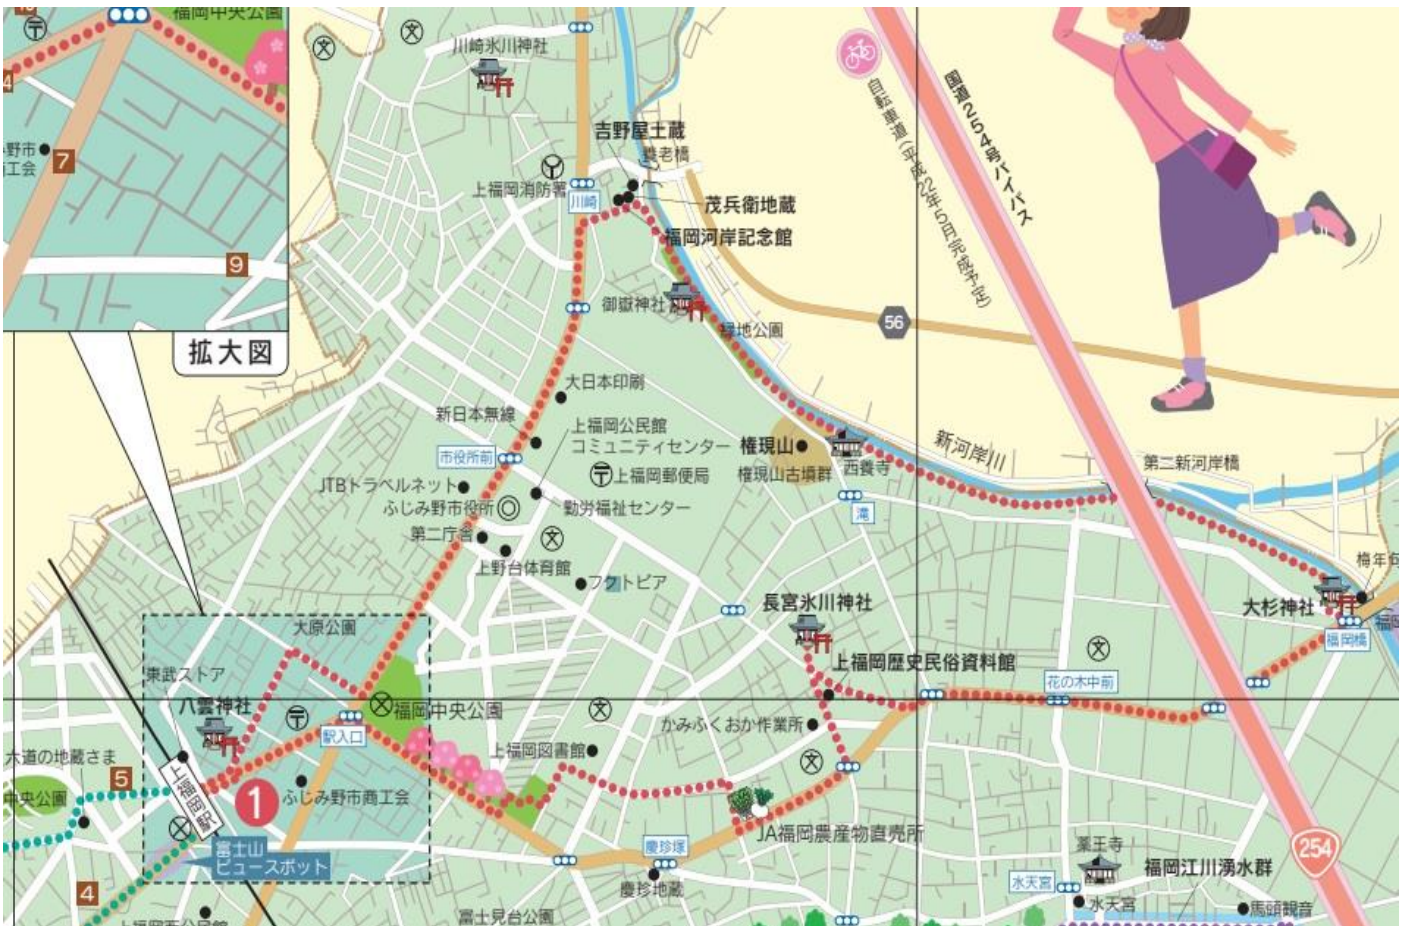 福岡中央公園
7
9
拡大図
川崎氷川神社
吉野屋土蔵
養老橋
上福岡消防署
川崎
茂兵衛地蔵
福岡河岸記念館
御嶽神社
緑地公園
自転車道(平成22年5月完成予定)
国道254号バイパス
56
大日本印刷
新日本無線
上福岡公民館
コミュニティセンター
市役所前
上福岡郵便局
JTBトラベルネット
ふじみ野市役所
勤労福祉センター
第二庁舎
上野台体育館
フクトピア
権現山
権現山古墳群
西養寺
滝
新河岸川
第二新河岸橋
大杉神社
福岡橋
大原公園
東武ストア
八雲神社
駅入口
福岡中央公園
上福岡図書館
長宮氷川神社
上福岡歴史民俗資料館
かみふくおか作業所
花の木中前
六道の地蔵さま
中央公園
5
上福岡駅
1
ふじみ野市商工会
富士山
ビュースポット
4
JA福岡農産物直売所
慶珍塚
慶珍地蔵
富士見台公園
254
薬王寺
福岡江川湧水群
水天宮
水天宮
馬頭観音